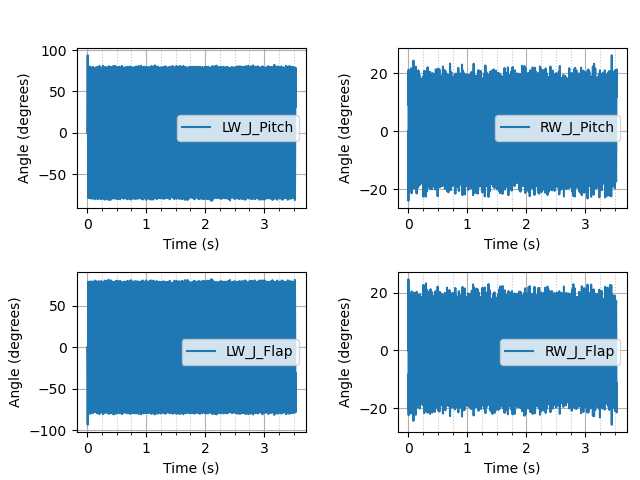 100
50
0
−50
Angle (degrees)
LW_J_Pitch
0 1 2 3
Time (s)
20
0
−20
Angle (degrees)
RW_J_Pitch
0 1 2 3
Time (s)
50
0
−50
−100
Angle (degrees)
LW_J_Flap
0 1 2 3
Time (s)
20
0
−20
Angle (degrees)
RW_J_Flap
0 1 2 3
Time (s)